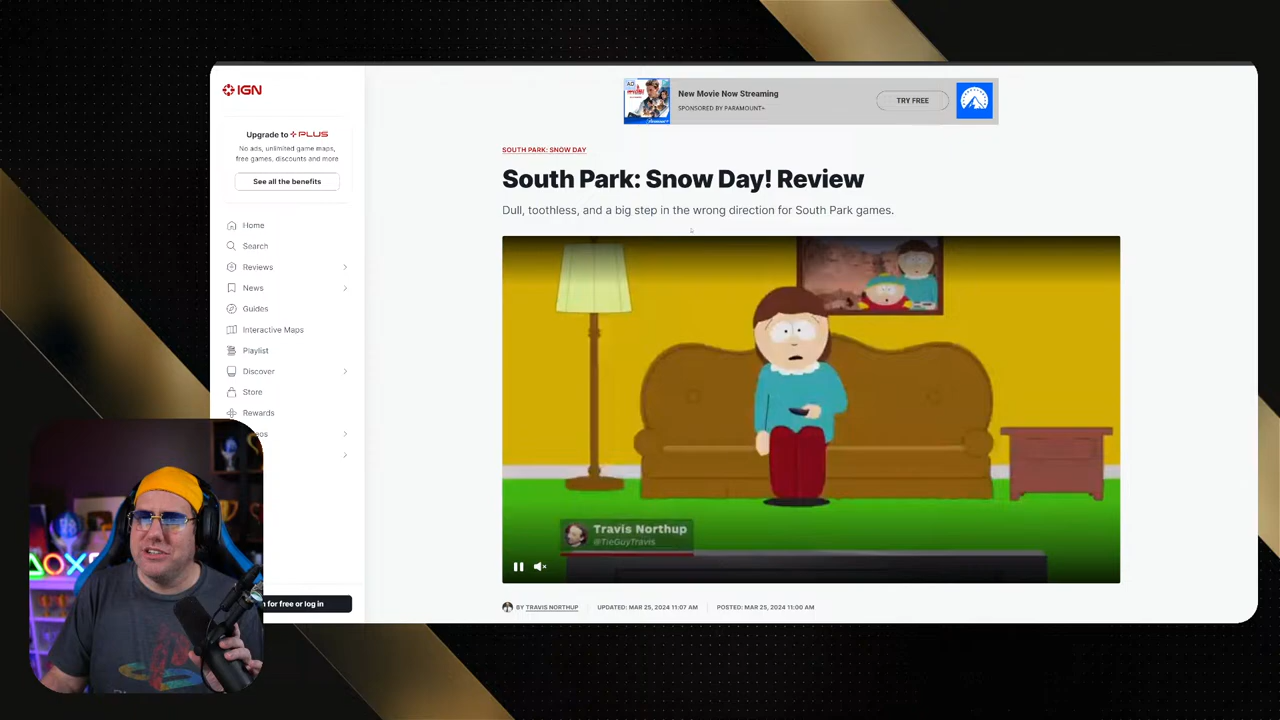 IGN
Upgrade to PLUS
No ads, unlimited game maps,
free games, discounts and more
See all the benefits
Home
Search
Reviews
News
Guides
Interactive Maps
Playlist
Discover
Store
Rewards
for free or log in
AD
New Movie Now Streaming
SPONSORED BY PARAMOUNT+
TRY FREE
SOUTH PARK: SNOW DAY
South Park: Snow Day! Review
Dull, toothless, and a big step in the wrong direction for South Park games.
Travis Northup
@TieGuyTravis
BY TRAVIS NORTHUP
UPDATED: MAR 25, 2024 11:07 AM
POSTED: MAR 25, 2024 11:00 AM